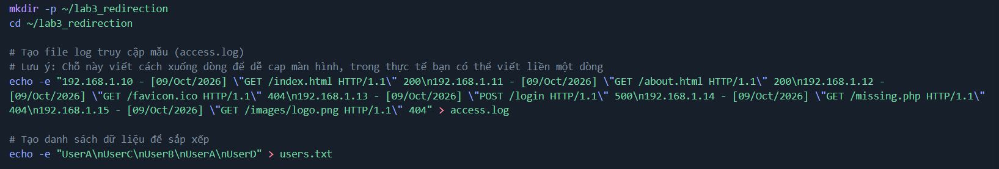 mkdir -p ~/lab3_redirection
cd ~/lab3_redirection
# Tạo file log truy cập mẫu (access.log)
# Lưu ý: Chỗ này viết cách xuống dòng để dễ cap màn hình, trong thực tế bạn có thể viết liền một dòng
echo -e "192.168.1.10 - [09/Oct/2026] \"GET /index.html HTTP/1.1\" 200\n192.168.1.11 - [09/Oct/2026] \"GET /about.html HTTP/1.1\" 200\n192.168.1.12 -
[09/Oct/2026] \"GET /favicon.ico HTTP/1.1\" 404\n192.168.1.13 - [09/Oct/2026] \"POST /login HTTP/1.1\" 500\n192.168.1.14 - [09/Oct/2026] \"GET /missing.php HTTP/1.1\"
404\n192.168.1.15 - [09/Oct/2026] \"GET /images/logo.png HTTP/1.1\" 404" > access.log
# Tạo danh sách dữ liệu để sắp xếp
echo -e "UserA\nUserC\nUserB\nUserA\nUserD" > users.txt